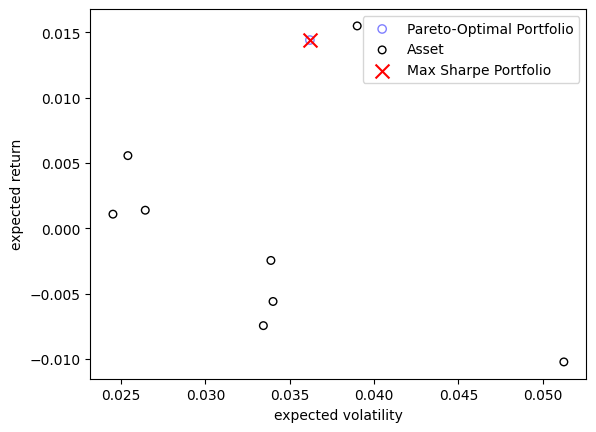 0.015
0.010
0.005
0.000
−0.005
−0.010
expected return
Pareto-Optimal Portfolio
Asset
Max Sharpe Portfolio
0.025
0.030
0.035
0.040
0.045
0.050
expected volatility